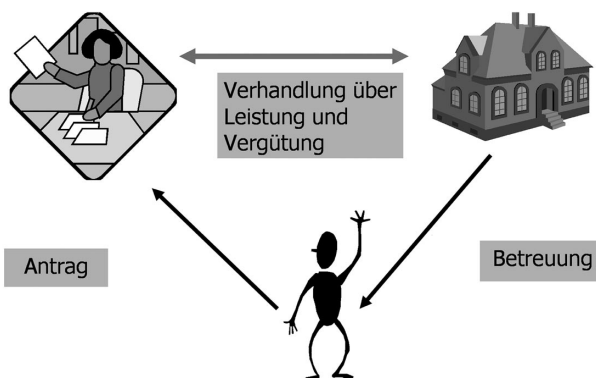 Verhandlung über
Leistung und
Vergütung
Antrag
Betreuung